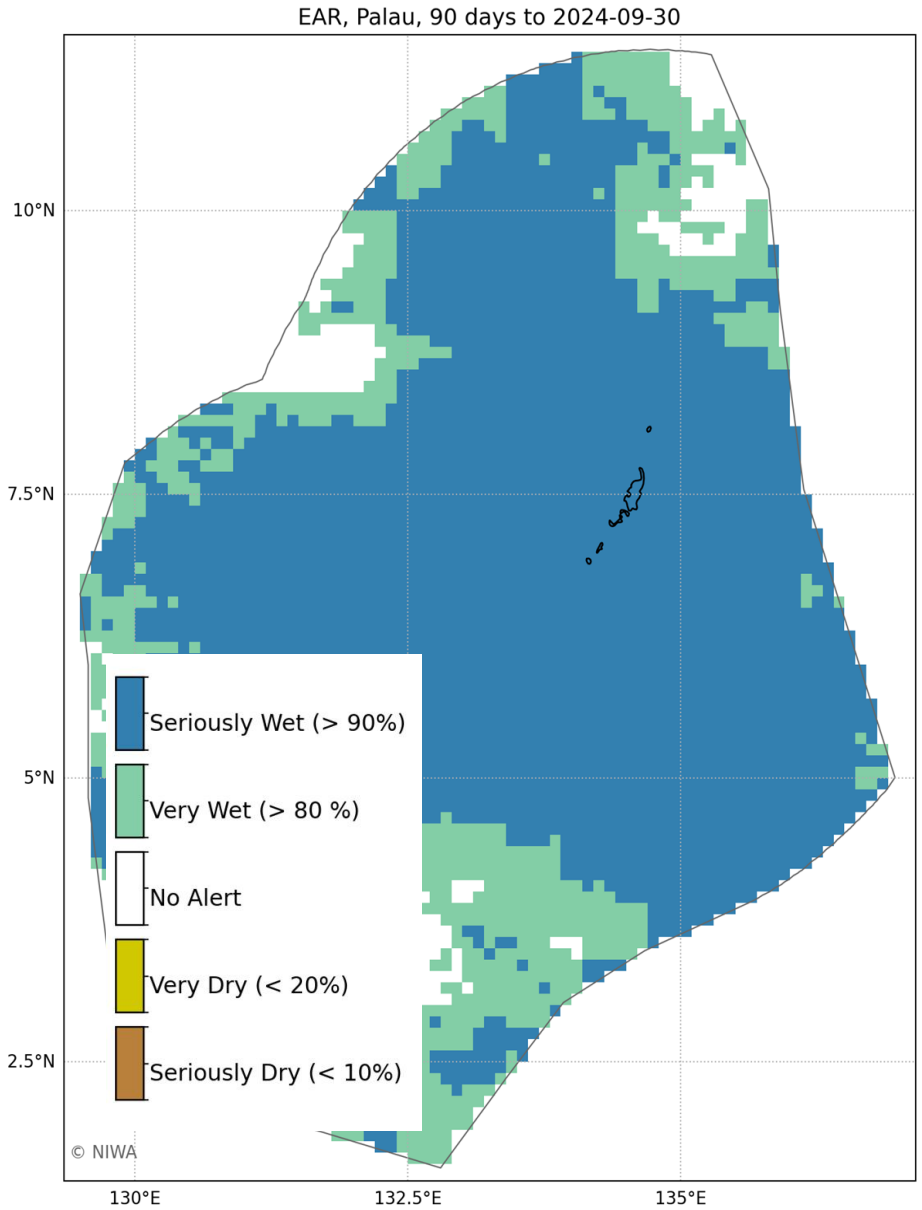 EAR, Palau, 90 days to 2024-09-30
10°N
7.5°N
5°N
2.5°N
Seriously Wet (> 90%)
Very Wet (> 80 %)
No Alert
Very Dry (< 20%)
Seriously Dry (< 10%)
© NIWA
130°E
132.5°E
135°E